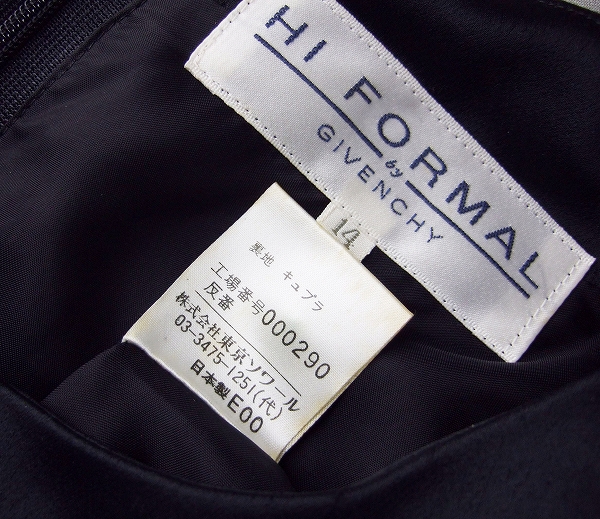 HI FORMAL
by
GIVENCHY
14
裏地 キュプラ
工場番号000290
反番
株式会社東京ソワール
03-3475-1251(代)
日本製E00